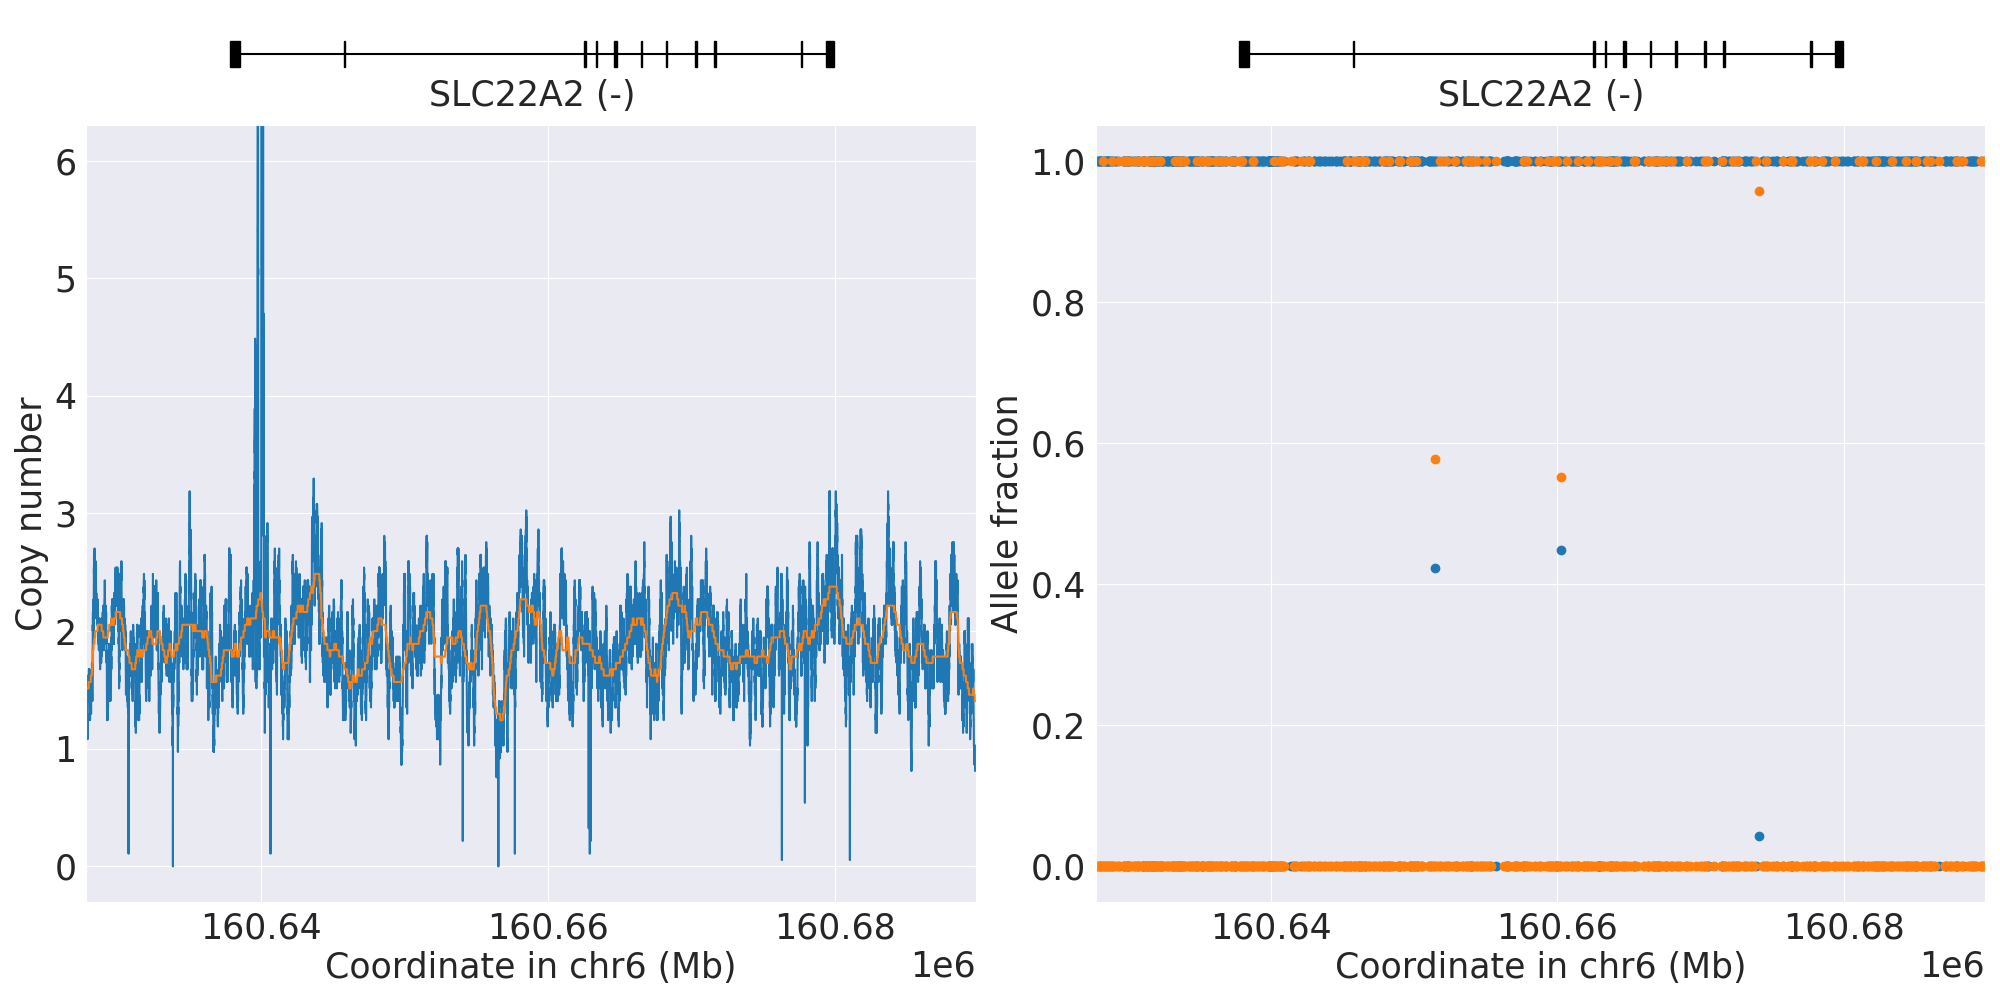 SLC22A2 (-)
6
5
4
3
2
1
0
Copy number
160.64
160.66
160.68
Coordinate in chr6 (Mb)
1e6
SLC22A2 (-)
1.0
0.8
0.6
0.4
0.2
0.0
Allele fraction
160.64
160.66
160.68
Coordinate in chr6 (Mb)
1e6